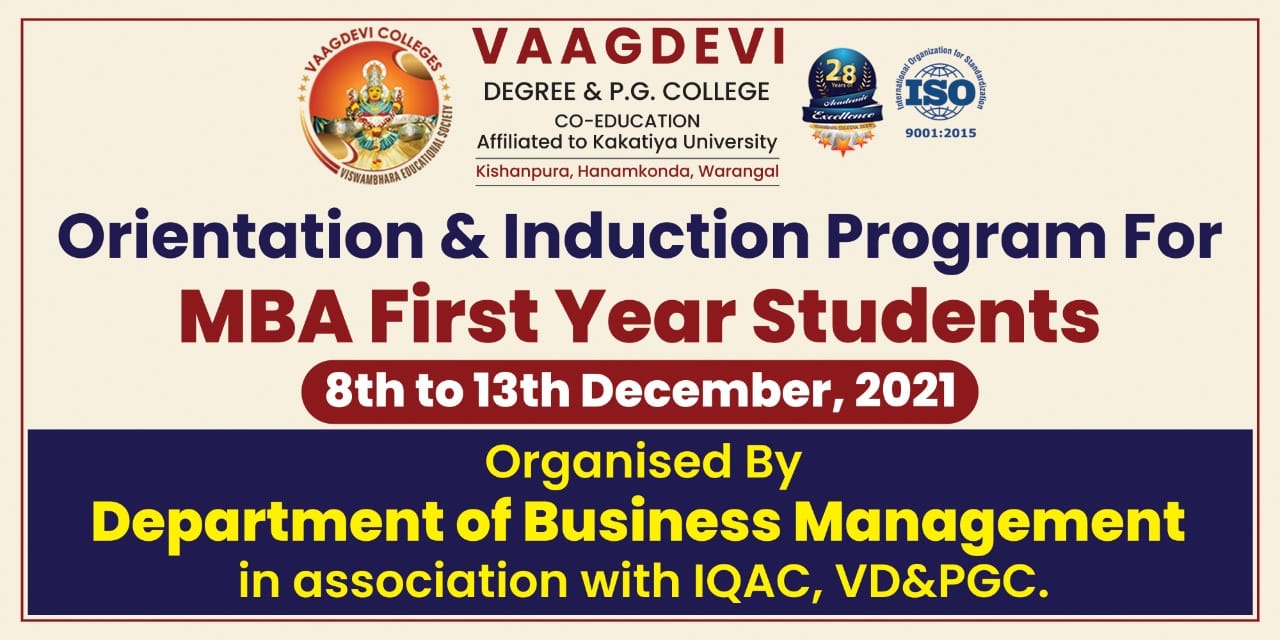 VAAGDEVI COLLEGES
VISWAMBHARA EDUCATIONAL SOCIETY
VAAGDEVI
DEGREE & P.G. COLLEGE
CO-EDUCATION
Affiliated to Kakatiya University
Kishanpura, Hanamkonda, Warangal
28
Years of
Academic
Excellence
International Organization for Standardization
ISO
9001:2015
Orientation & Induction Program For
MBA First Year Students
8th to 13th December, 2021
Organised By
Department of Business Management
in association with IQAC, VD&PGC.